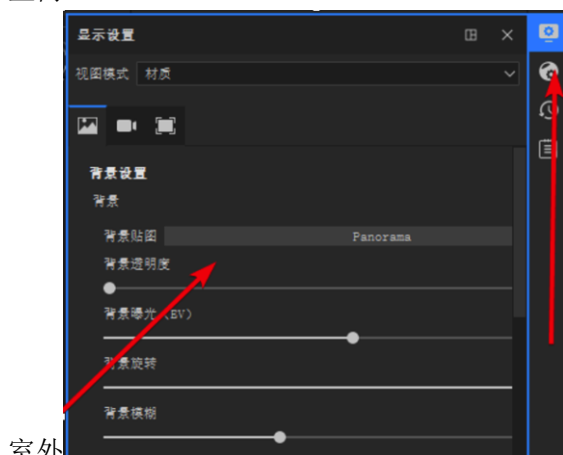 显示设置
视图模式 材质
背景设置
背景
背景贴图 Panorama
背景透明度
背景曝光（EV）
背景旋转
背景模糊
室外